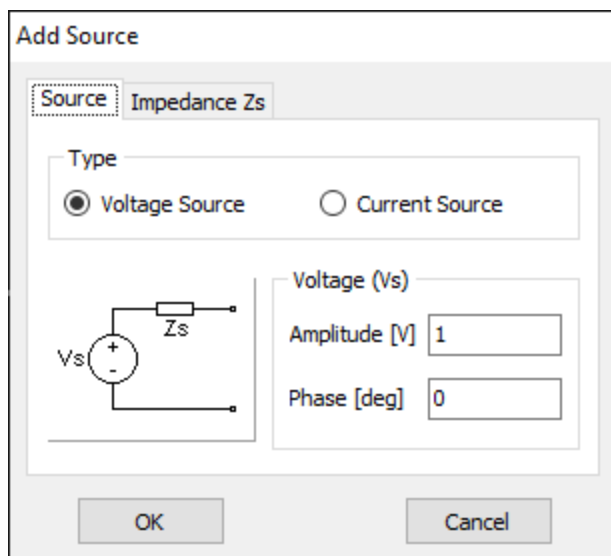 Add Source
Source
Impedance Zs
Type
Voltage Source
Current Source
Zs
Vs
+
-
Voltage (Vs)
Amplitude [V]
1
Phase [deg]
0
OK
Cancel